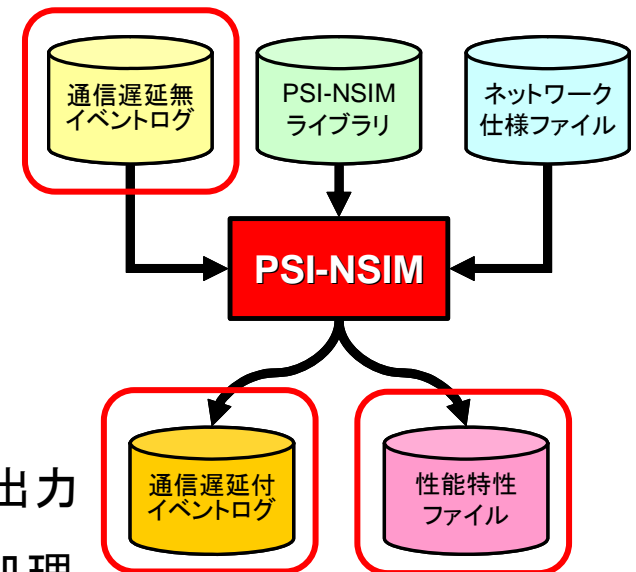 通信遅延無
イベントログ
PSI-NSIM
ライブラリ
ネットワーク
仕様ファイル
PSI-NSIM
出力
通信遅延付
イベントログ
性能特性
ファイル
処理